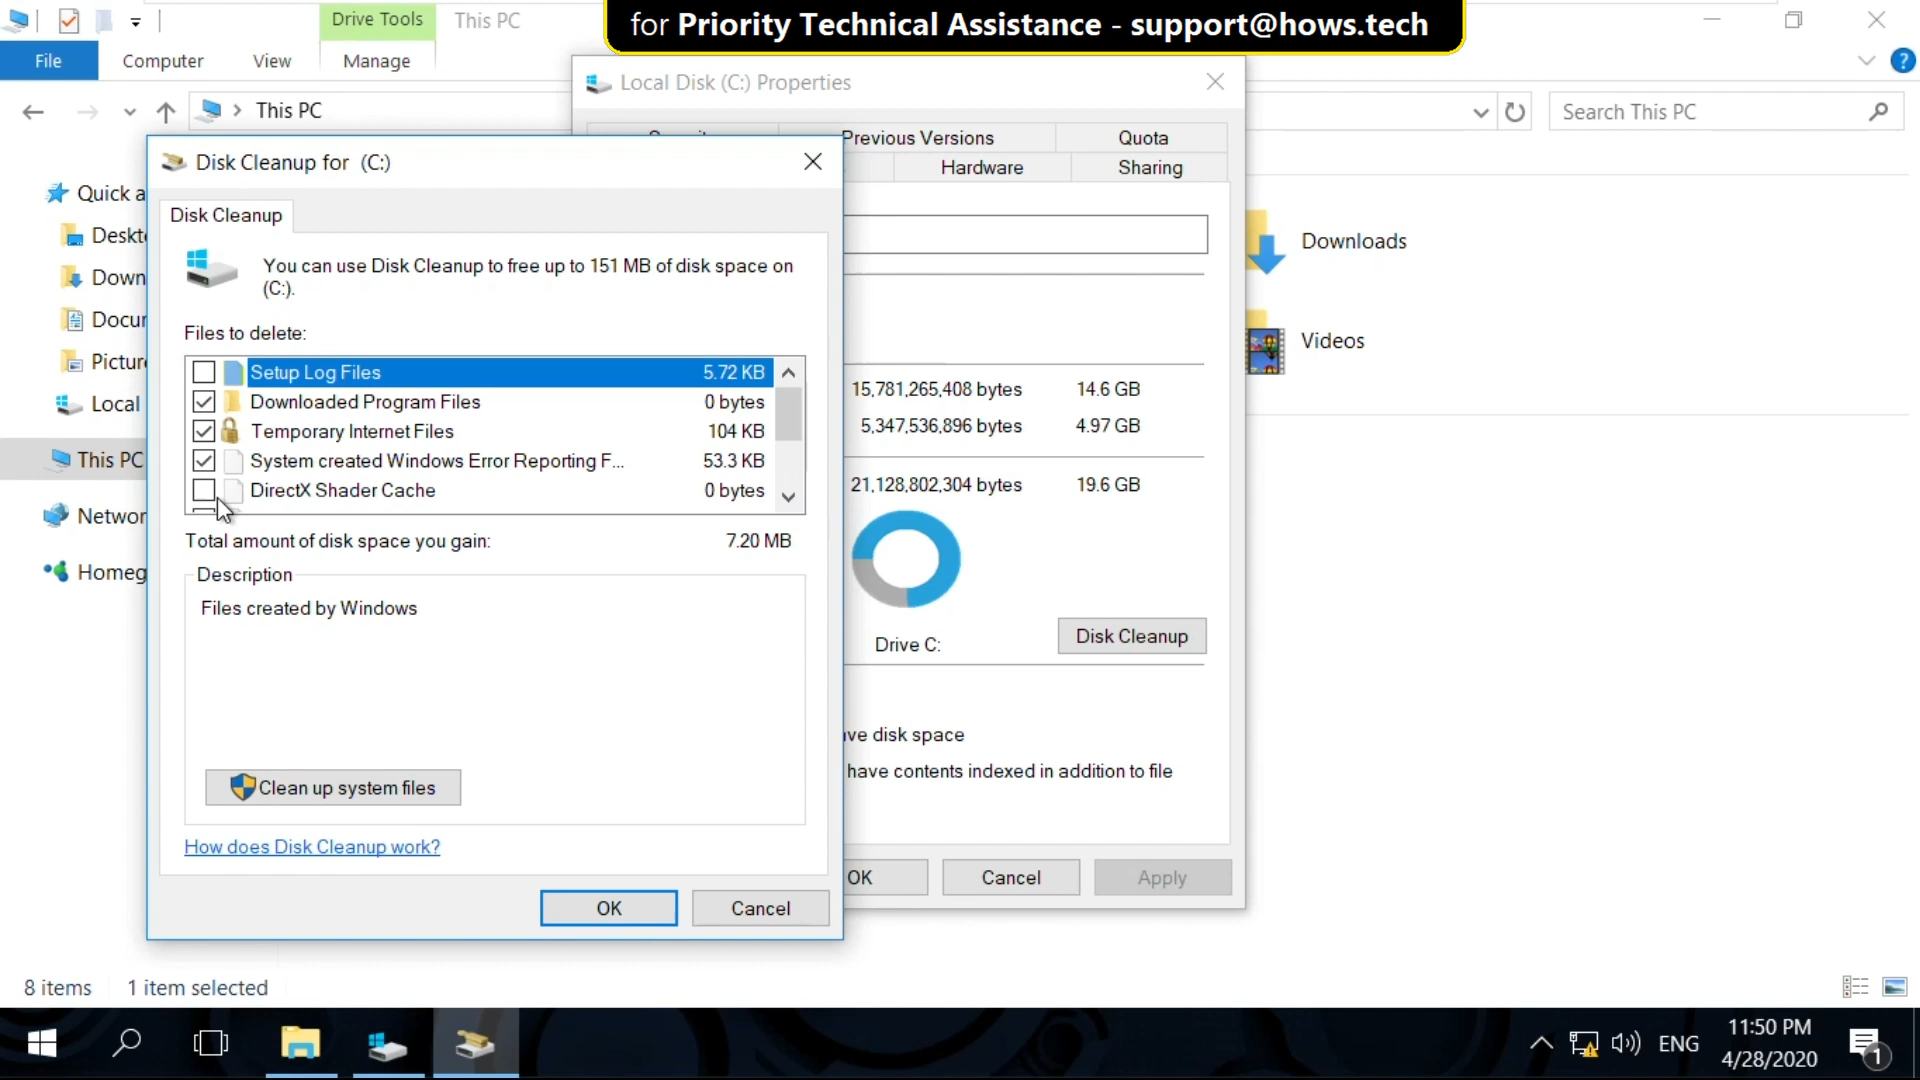 for Priority Technical Assistance - support@hows.tech
Drive Tools
This PC
File
Computer
View
Manage
This PC
Search This PC
Local Disk (C:) Properties
Previous Versions
Quota
Hardware
Sharing
Disk Cleanup for (C:)
Disk Cleanup
You can use Disk Cleanup to free up to 151 MB of disk space on
(C:).
Files to delete:
Setup Log Files 5.72 KB
Downloaded Program Files 0 bytes
Temporary Internet Files 104 KB
System created Windows Error Reporting F... 53.3 KB
DirectX Shader Cache 0 bytes
Total amount of disk space you gain: 7.20 MB
Description
Files created by Windows
Clean up system files
How does Disk Cleanup work?
OK
Cancel
Quick a
Deskt
Down
Docur
Pictur
Local
This PC
Networ
Homeg
15,781,265,408 bytes 14.6 GB
5,347,536,896 bytes 4.97 GB
21,128,802,304 bytes 19.6 GB
Drive C:
Disk Cleanup
ve disk space
have contents indexed in addition to file
OK
Cancel
Apply
Downloads
Videos
8 items 1 item selected
ENG
11:50 PM
4/28/2020
1